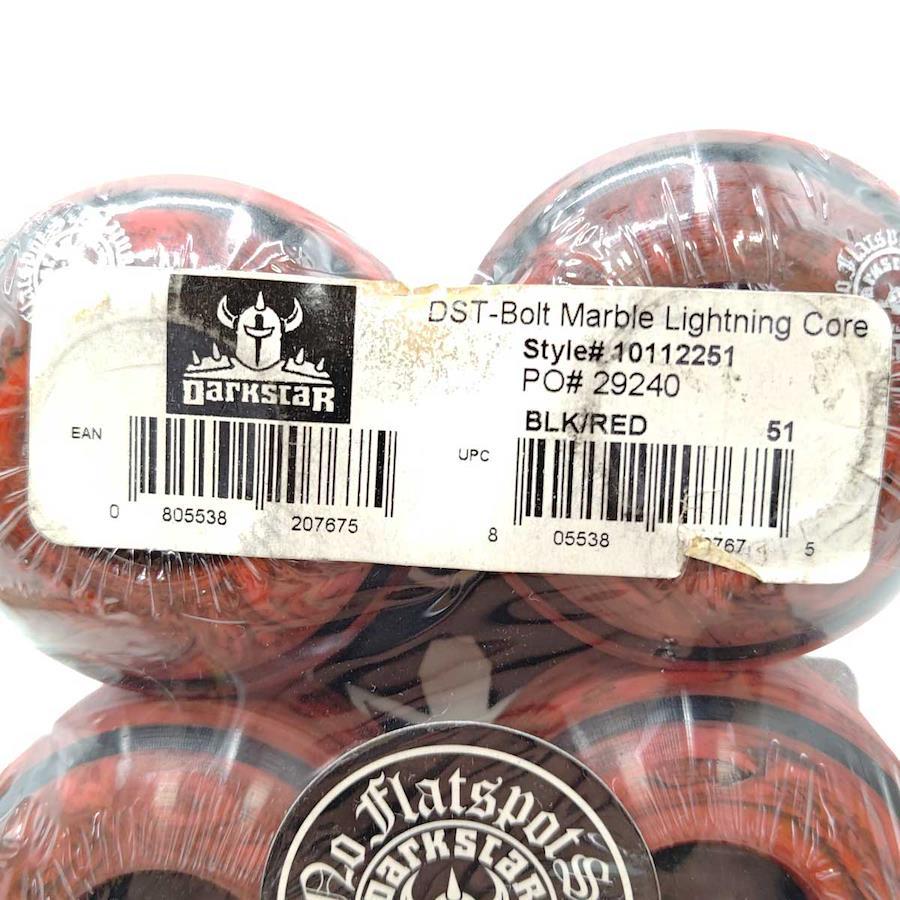 DarkstaR
DST-Bolt Marble Lightning Core
Style# 10112251
PO# 29240
BLK/RED 51
EAN
0 805538 207675
UPC
8 05538 767 5
No Flatspots
DarkstaR